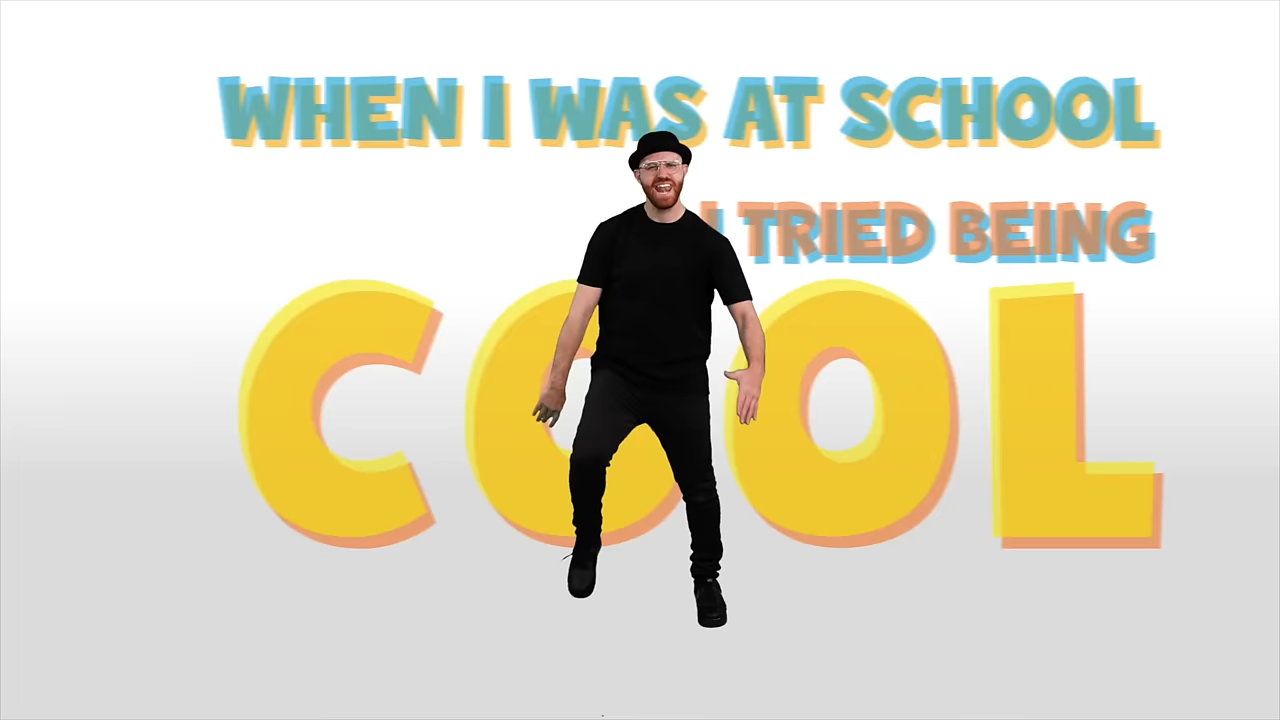 WHEN I WAS AT SCHOOL
I TRIED BEING
COOL